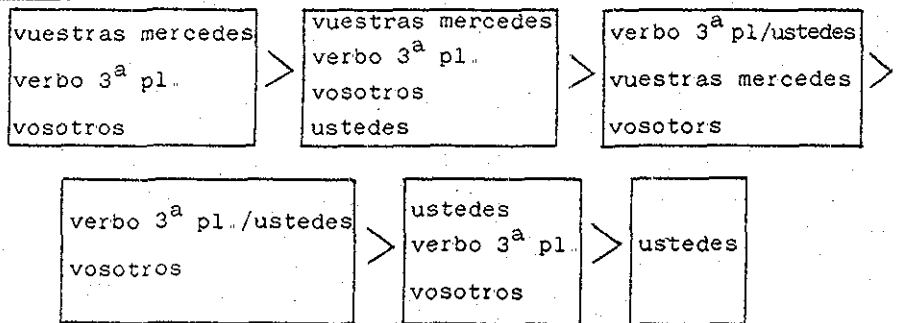 vuestras mercedes
verbo 3ª pl.
vosotros
>
vuestras mercedes
verbo 3ª pl.
vosotros
ustedes
>
verbo 3ª pl/ustedes
vuestras mercedes
vosotors
>
verbo 3ª pl./ustedes
vosotros
>
ustedes
verbo 3ª pl.
vosotros
>
ustedes